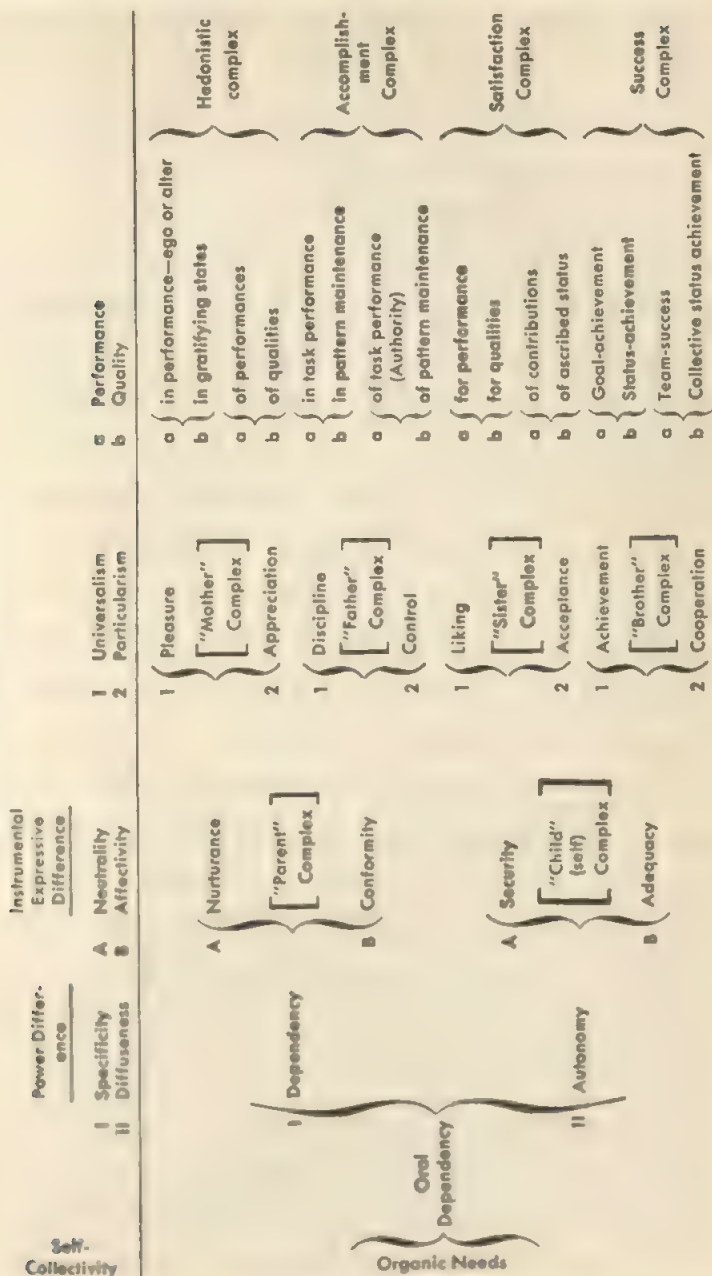 Self-
Collectivity
Power Differ-
ence
Instrumental
Expressive
Difference
I Specificity
II Diffuseness
A Neutrality
B Affectivity
1 Universalism
2 Particularism
a Performance
b Quality
Organic Needs
Oral
Dependency
I Dependency
II Autonomy
A Nurturance
"Parent"
Complex
B Conformity
A Security
"Child"
(self)
Complex
B Adequacy
1 Pleasure
"Mother"
Complex
2 Appreciation
1 Discipline
"Father"
Complex
2 Control
1 Liking
"Sister"
Complex
2 Acceptance
1 Achievement
"Brother"
Complex
2 Cooperation
a in performance—ego or alter
b in gratifying states
a of performances
b of qualities
a in task performance
b in pattern maintenance
a of task performance
(Authority)
b of pattern maintenance
a for performance
b for qualities
a of contributions
b of ascribed status
a Goal-achievement
b Status-achievement
a Team-success
b Collective status achievement
Hedonistic
complex
Accomplish-
ment
Complex
Satisfaction
Complex
Success
Complex